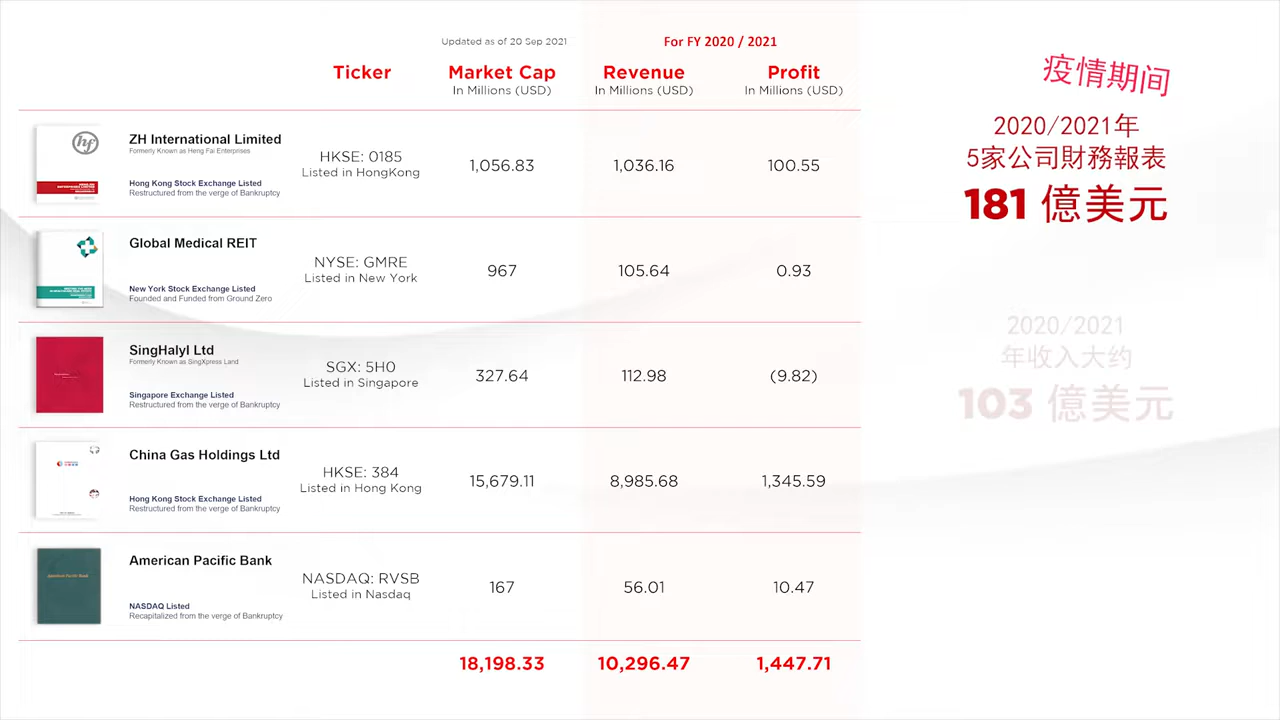 Updated as of 20 Sep 2021
For FY 2020 / 2021
Ticker
Market Cap
In Millions (USD)
Revenue
In Millions (USD)
Profit
In Millions (USD)
ZH International Limited
Formerly Known as Heng Fai Enterprises
Hong Kong Stock Exchange Listed
Restructured from the verge of Bankruptcy
HKSE: 0185
Listed in HongKong
1,056.83
1,036.16
100.55
Global Medical REIT
New York Stock Exchange Listed
Founded and Funded from Ground Zero
NYSE: GMRE
Listed in New York
967
105.64
0.93
SingHalyl Ltd
Formerly Known as SingXpress Land
Singapore Exchange Listed
Restructured from the verge of Bankruptcy
SGX: 5H0
Listed in Singapore
327.64
112.98
(9.82)
China Gas Holdings Ltd
Hong Kong Stock Exchange Listed
Restructured from the verge of Bankruptcy
HKSE: 384
Listed in Hong Kong
15,679.11
8,985.68
1,345.59
American Pacific Bank
NASDAQ Listed
Recapitalized from the verge of Bankruptcy
NASDAQ: RVSB
Listed in Nasdaq
167
56.01
10.47
18,198.33
10,296.47
1,447.71
疫情期间
2020/2021年
5家公司財務報表
181 億美元
2020/2021
年收入大约
103 億美元